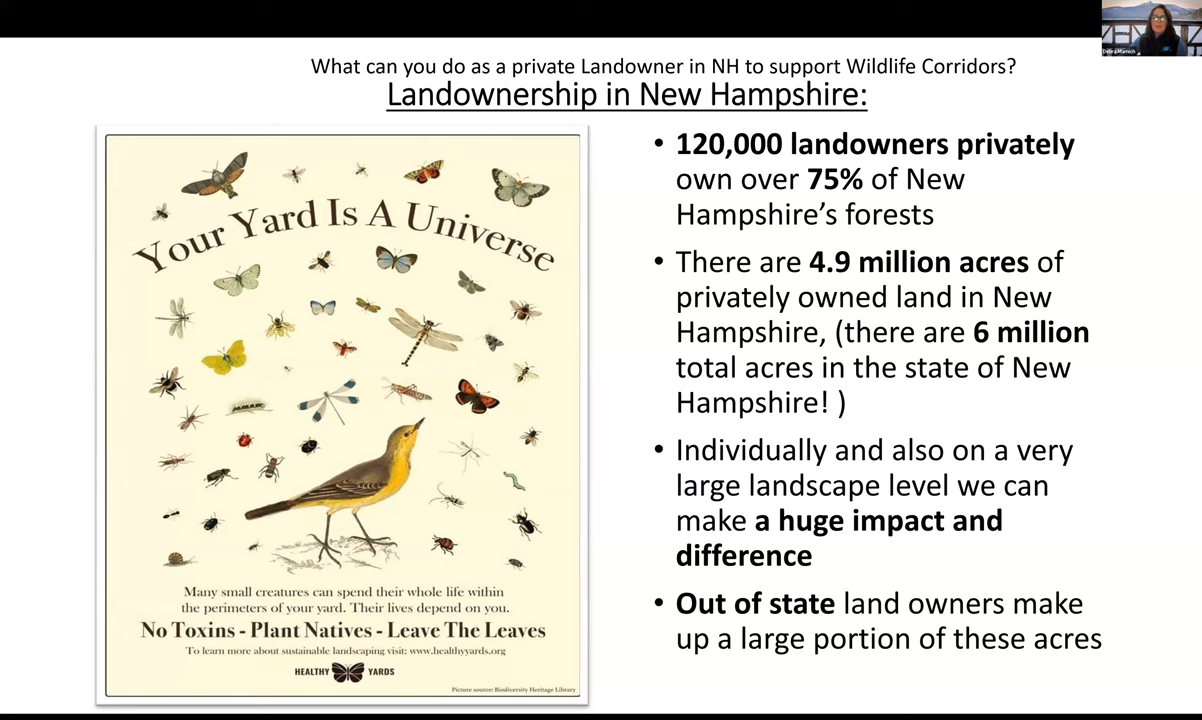 What can you do as a private Landowner in NH to support Wildlife Corridors?
Landownership in New Hampshire:
Your Yard Is A Universe
Many small creatures can spend their whole life within
the perimeters of your yard. Their lives depend on you.
No Toxins - Plant Natives - Leave The Leaves
To learn more about sustainable landscaping visit: www.healthyyards.org
HEALTHY YARDS
Picture source: Biodiversity Heritage Library
• 120,000 landowners privately
own over 75% of New
Hampshire’s forests
• There are 4.9 million acres of
privately owned land in New
Hampshire, (there are 6 million
total acres in the state of New
Hampshire! )
• Individually and also on a very
large landscape level we can
make a huge impact and
difference
• Out of state land owners make
up a large portion of these acres